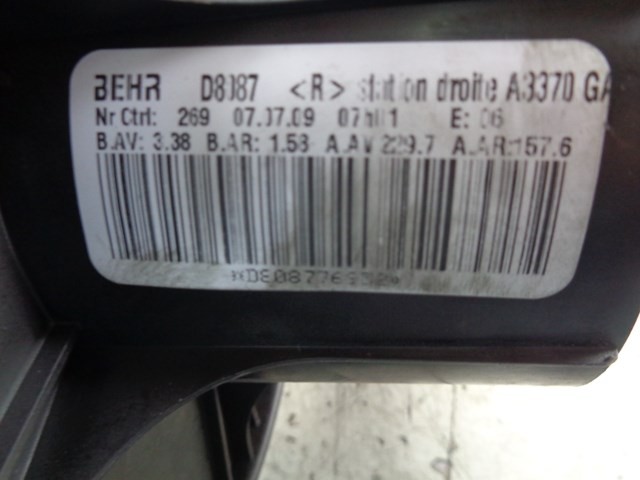 BEHR D8087 <R> station droite A3370 GA
Nr Ctrl: 269 07.07.09 07h01 E: 06
B.AV: 3.38 B.AR: 1.58 A.AV 229.7 A.AR:157.6